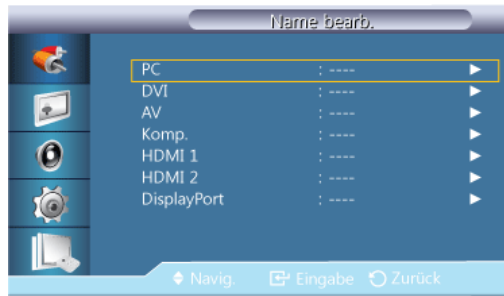 Name bearb.
PC : ---- ►
DVI : ---- ►
AV : ---- ►
Komp. : ---- ►
HDMI 1 : ---- ►
HDMI 2 : ---- ►
DisplayPort : ---- ►
Navig. Eingabe Zurück